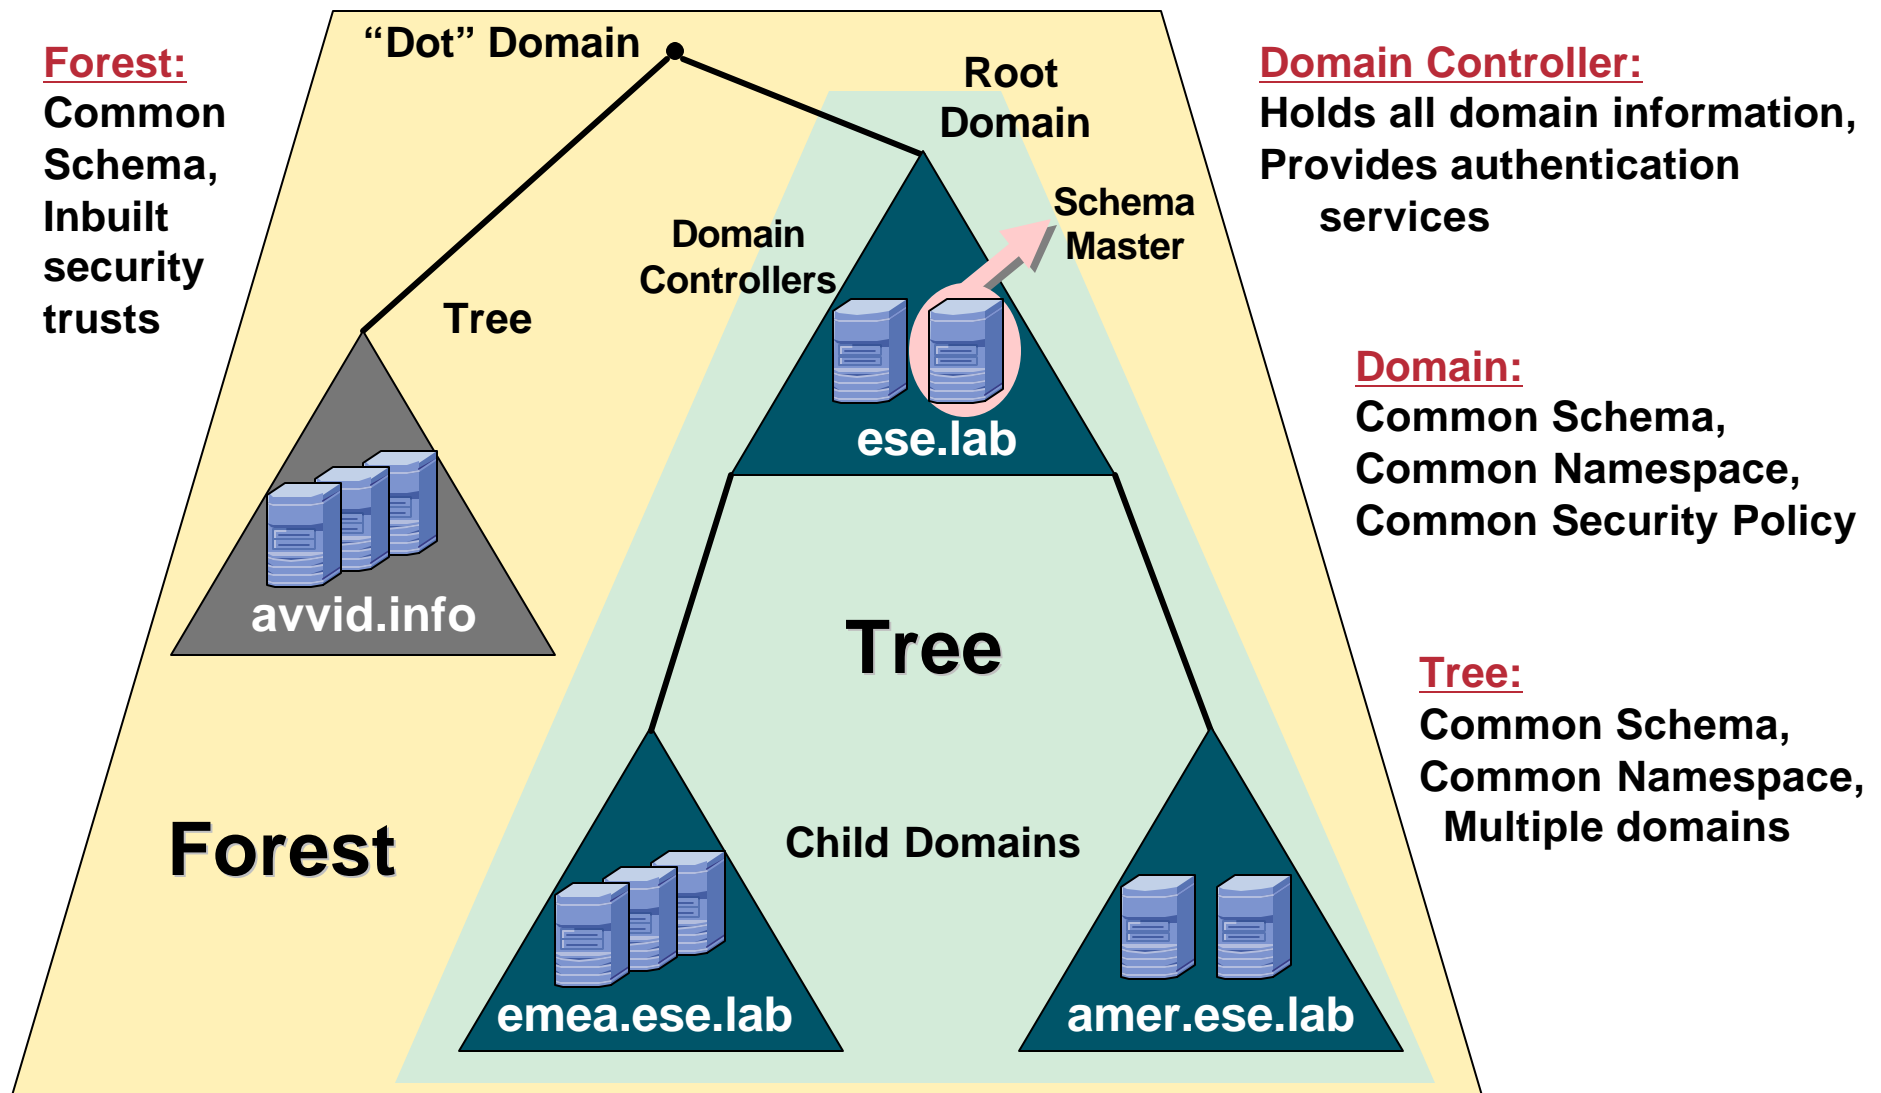 Forest:
Common
Schema,
Inbuilt
security
trusts
“Dot” Domain
Root
Domain
Domain
Controllers
Schema
Master
Tree
ese.lab
avvid.info
Tree
Forest
Child Domains
emea.ese.lab
amer.ese.lab
Domain Controller:
Holds all domain information,
Provides authentication
services
Domain:
Common Schema,
Common Namespace,
Common Security Policy
Tree:
Common Schema,
Common Namespace,
Multiple domains